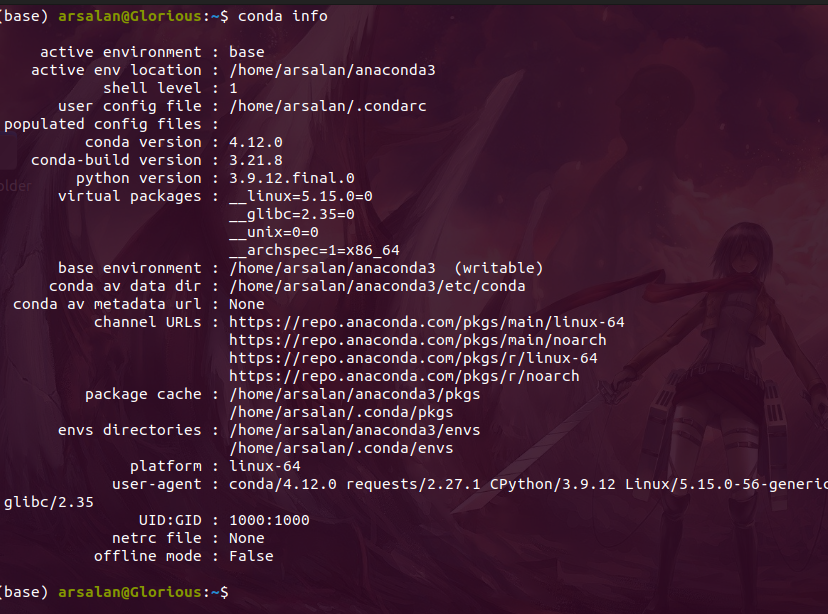 (base) arsalan@Glorious:~$ conda info
active environment : base
active env location : /home/arsalan/anaconda3
shell level : 1
user config file : /home/arsalan/.condarc
populated config files :
conda version : 4.12.0
conda-build version : 3.21.8
python version : 3.9.12.final.0
virtual packages : __linux=5.15.0=0
__glibc=2.35=0
__unix=0=0
__archspec=1=x86_64
base environment : /home/arsalan/anaconda3  (writable)
conda av data dir : /home/arsalan/anaconda3/etc/conda
conda av metadata url : None
channel URLs : https://repo.anaconda.com/pkgs/main/linux-64
https://repo.anaconda.com/pkgs/main/noarch
https://repo.anaconda.com/pkgs/r/linux-64
https://repo.anaconda.com/pkgs/r/noarch
package cache : /home/arsalan/anaconda3/pkgs
/home/arsalan/.conda/pkgs
envs directories : /home/arsalan/anaconda3/envs
/home/arsalan/.conda/envs
platform : linux-64
user-agent : conda/4.12.0 requests/2.27.1 CPython/3.9.12 Linux/5.15.0-56-generic
glibc/2.35
UID:GID : 1000:1000
netrc file : None
offline mode : False
(base) arsalan@Glorious:~$